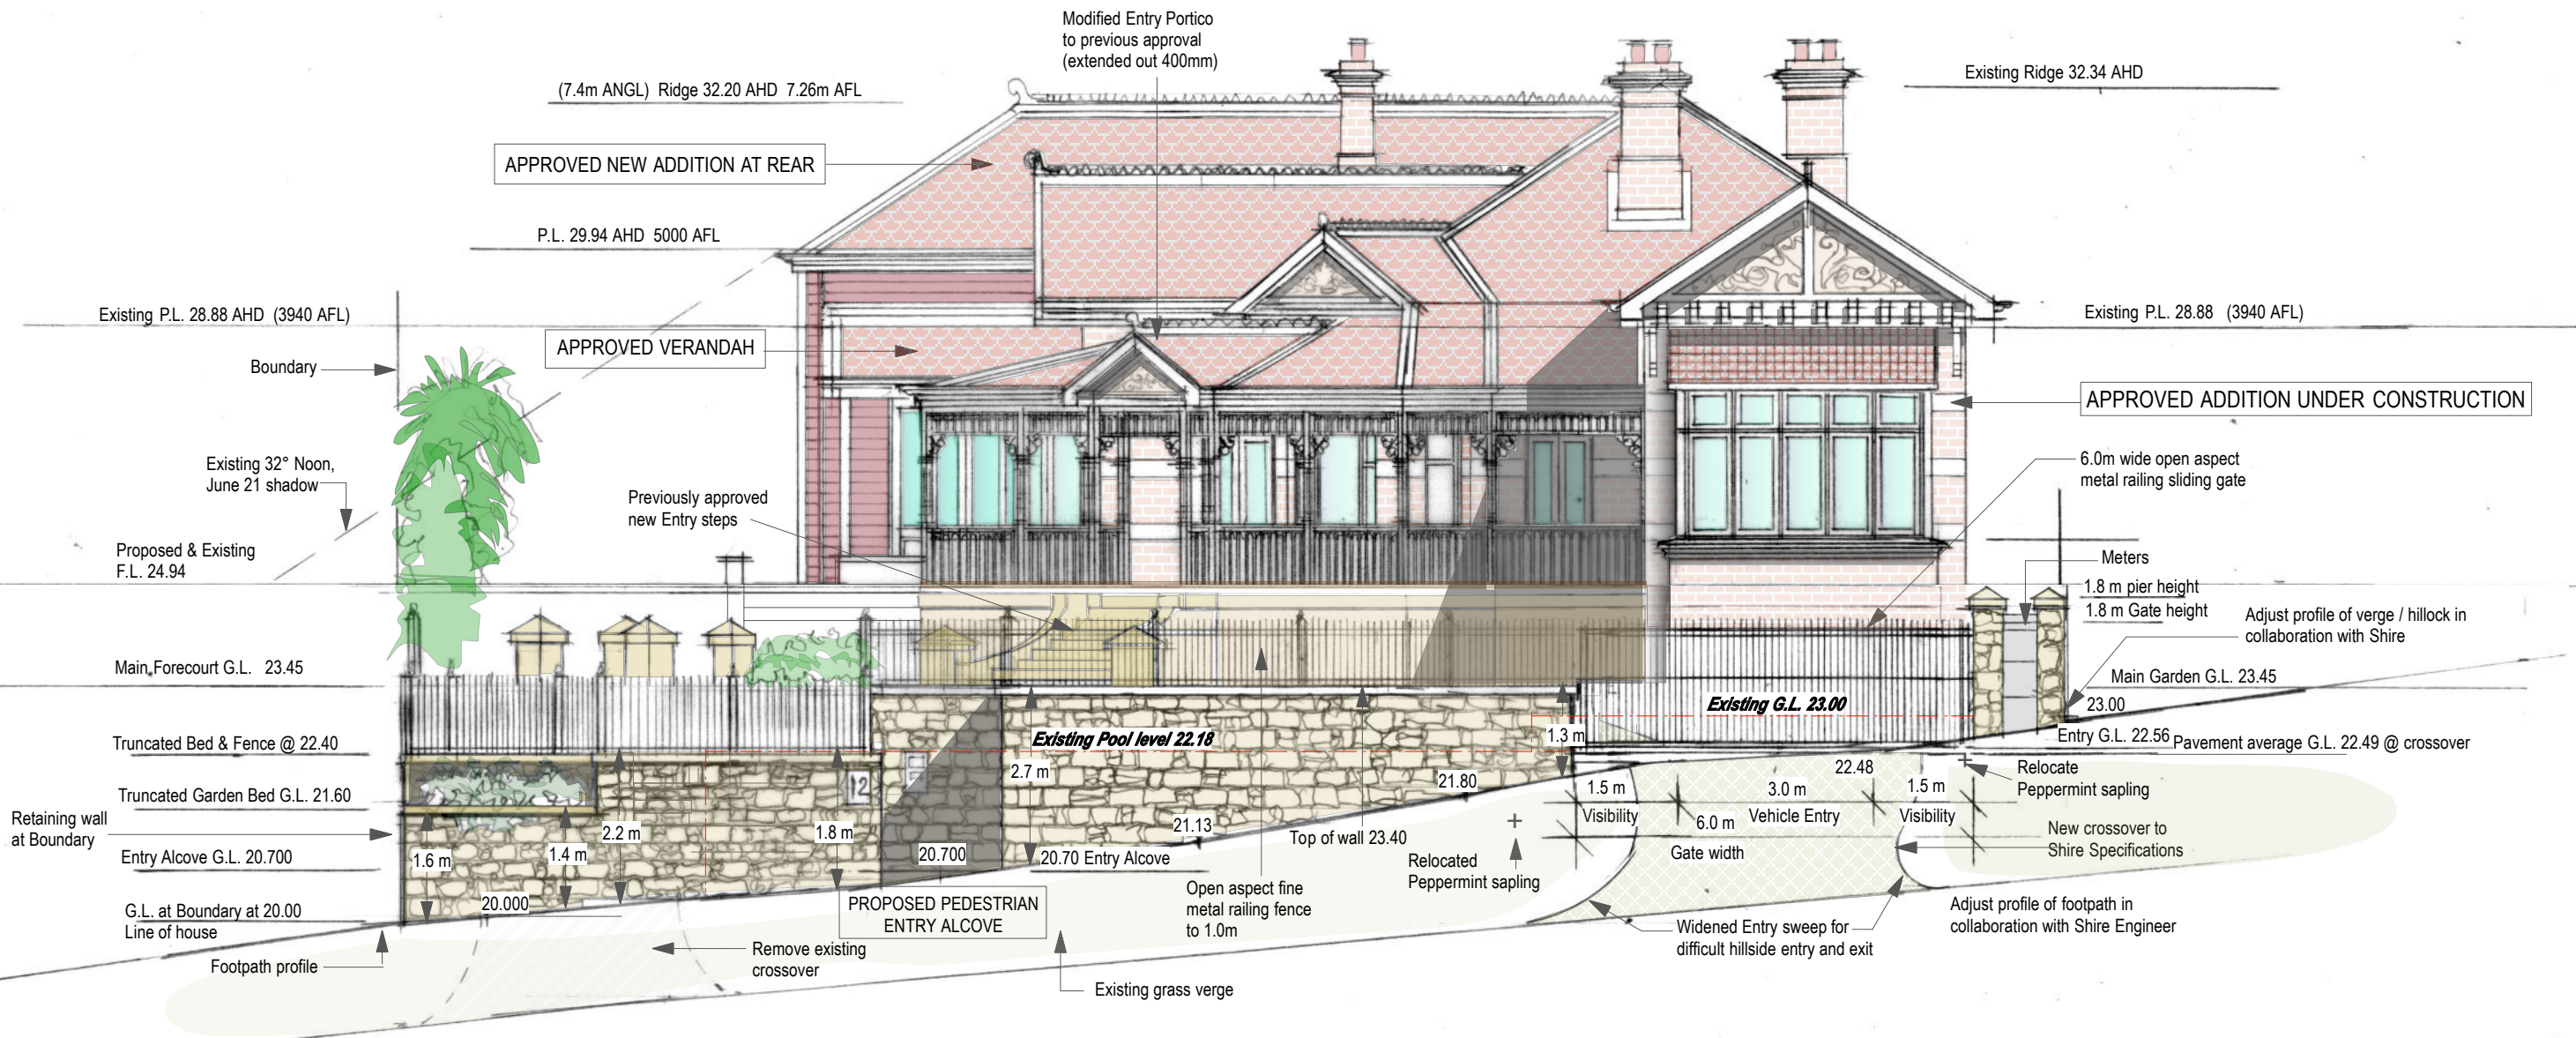 Modified Entry Portico
to previous approval
(extended out 400mm)
(7.4m ANGL) Ridge 32.20 AHD 7.26m AFL
Existing Ridge 32.34 AHD
APPROVED NEW ADDITION AT REAR
P.L. 29.94 AHD 5000 AFL
Existing P.L. 28.88 AHD (3940 AFL)
Existing P.L. 28.88 (3940 AFL)
APPROVED VERANDAH
Boundary
APPROVED ADDITION UNDER CONSTRUCTION
Existing 32° Noon,
June 21 shadow
6.0m wide open aspect
metal railing sliding gate
Previously approved
new Entry steps
Proposed & Existing
F.L. 24.94
Meters
1.8 m pier height
1.8 m Gate height
Adjust profile of verge / hillock in
collaboration with Shire
Main Forecourt G.L. 23.45
Main Garden G.L. 23.45
Existing G.L. 23.00
23.00
Existing Pool level 22.18
1.3 m
Entry G.L. 22.56
Pavement average G.L. 22.49 @ crossover
Truncated Bed & Fence @ 22.40
2.7 m
22.48
Relocate
Peppermint sapling
12
21.80
1.5 m
Visibility
3.0 m
Vehicle Entry
1.5 m
Visibility
Truncated Garden Bed G.L. 21.60
Retaining wall
at Boundary
2.2 m
1.8 m
21.13
Top of wall 23.40
6.0 m
Gate width
New crossover to
Shire Specifications
Entry Alcove G.L. 20.700
1.6 m
1.4 m
20.700
20.70 Entry Alcove
Relocated
Peppermint sapling
G.L. at Boundary at 20.00
Line of house
20.000
PROPOSED PEDESTRIAN
ENTRY ALCOVE
Open aspect fine
metal railing fence
to 1.0m
Adjust profile of footpath in
collaboration with Shire Engineer
Widened Entry sweep for
difficult hillside entry and exit
Remove existing
crossover
Footpath profile
Existing grass verge